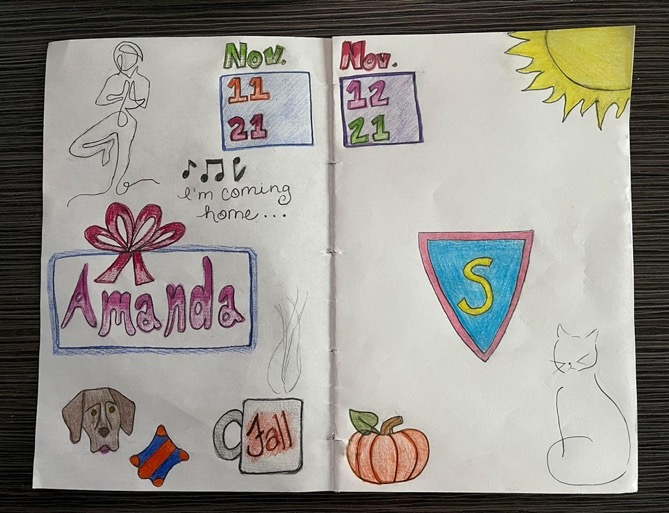 Nov.
11
21
I'm coming
home...
Amanda
Fall
Nov.
12
21
S